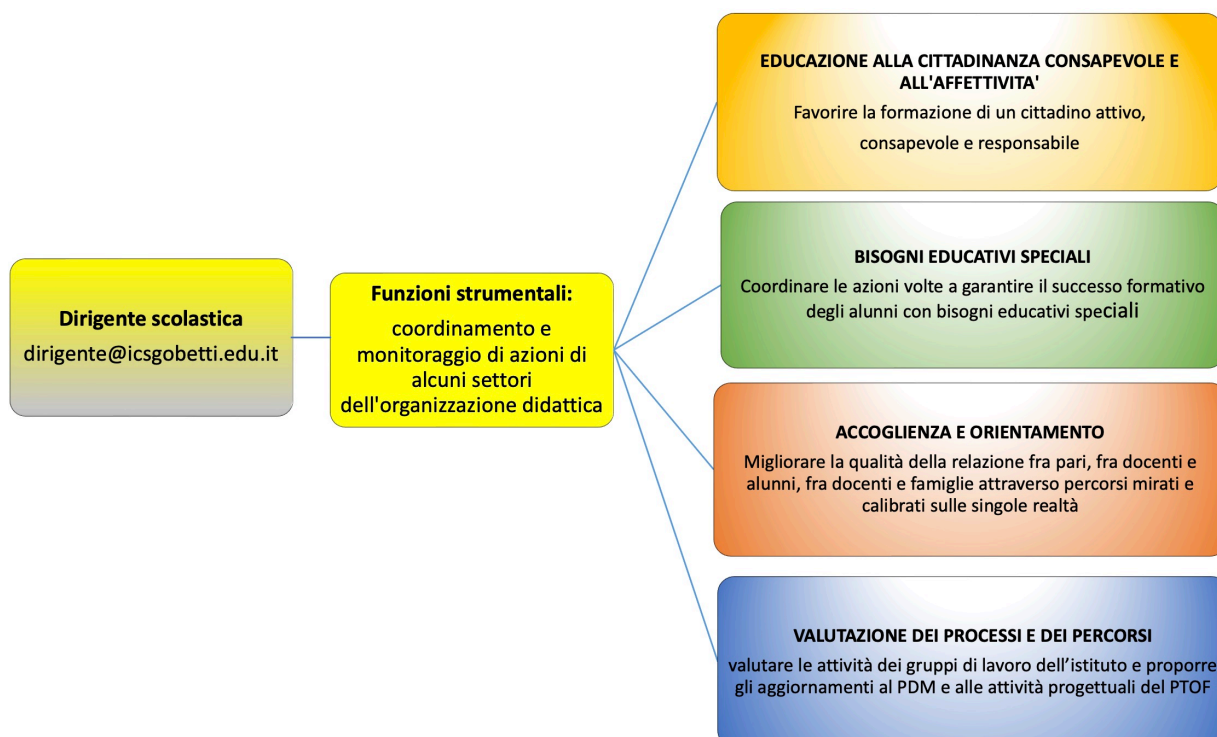 Dirigente scolastica
dirigente@icsgobetti.edu.it
Funzioni strumentali:
coordinamento e
monitoraggio di azioni di
alcuni settori
dell'organizzazione didattica
EDUCAZIONE ALLA CITTADINANZA CONSAPEVOLE E
ALL'AFFETTIVITA'
Favorire la formazione di un cittadino attivo,
consapevole e responsabile
BISOGNI EDUCATIVI SPECIALI
Coordinare le azioni volte a garantire il successo formativo
degli alunni con bisogni educativi speciali
ACCOGLIENZA E ORIENTAMENTO
Migliorare la qualità della relazione fra pari, fra docenti e
alunni, fra docenti e famiglie attraverso percorsi mirati e
calibrati sulle singole realtà
VALUTAZIONE DEI PROCESSI E DEI PERCORSI
valutare le attività dei gruppi di lavoro dell’istituto e proporre
gli aggiornamenti al PDM e alle attività progettuali del PTOF